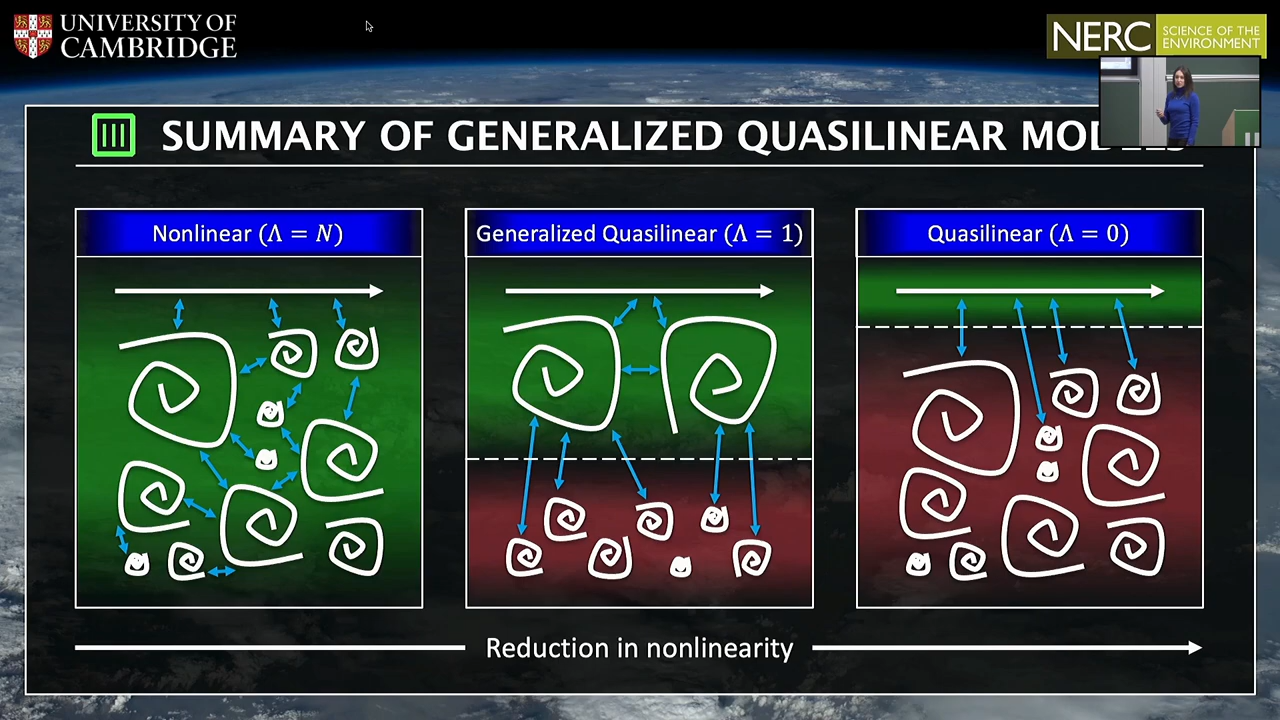 UNIVERSITY OF
CAMBRIDGE
NERC
SCIENCE OF THE
ENVIRONMENT
SUMMARY OF GENERALIZED QUASILINEAR MODELS
Nonlinear (Λ = N)
Generalized Quasilinear (Λ = 1)
Quasilinear (Λ = 0)
Reduction in nonlinearity